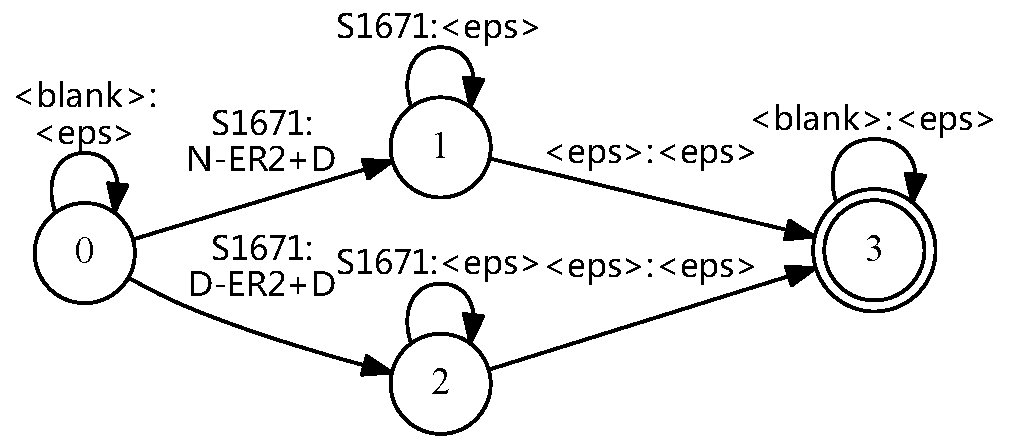 S1671:<eps>
<blank>:
<eps>
S1671:
N-ER2+D
1
<eps>:<eps>
<blank>:<eps>
0
3
S1671:
D-ER2+D
S1671:<eps>
<eps>:<eps>
2